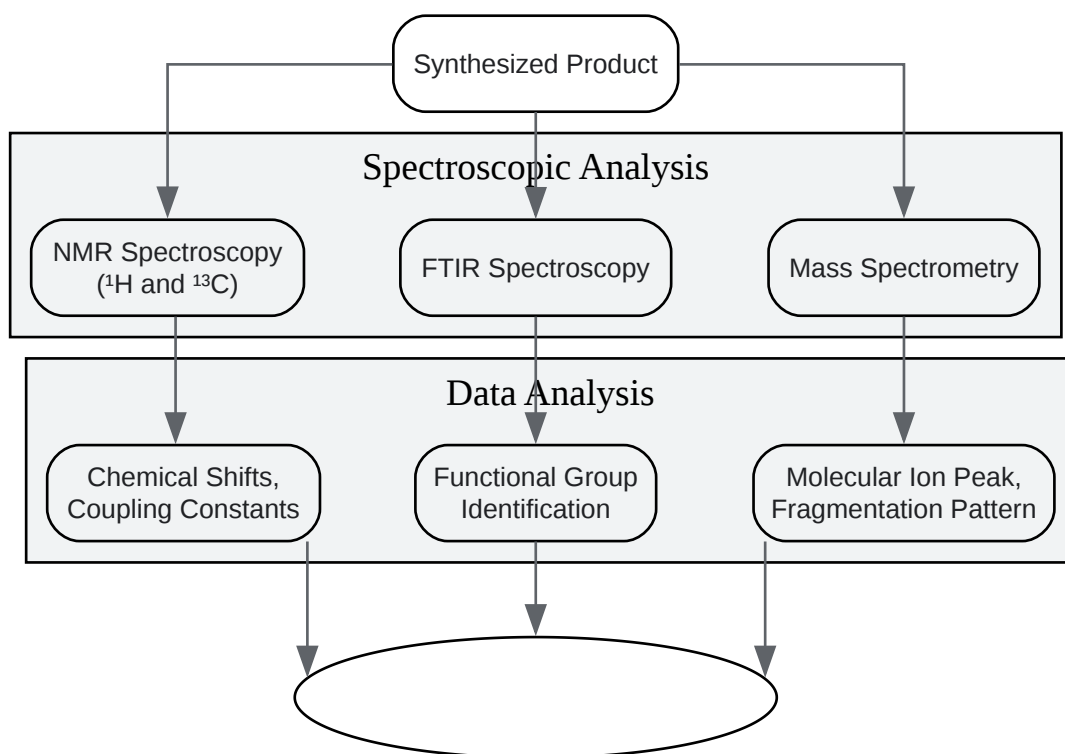 Synthesized Product
Spectroscopic Analysis
NMR Spectroscopy
(¹H and ¹³C)
FTIR Spectroscopy
Mass Spectrometry
Data Analysis
Chemical Shifts,
Coupling Constants
Functional Group
Identification
Molecular Ion Peak,
Fragmentation Pattern